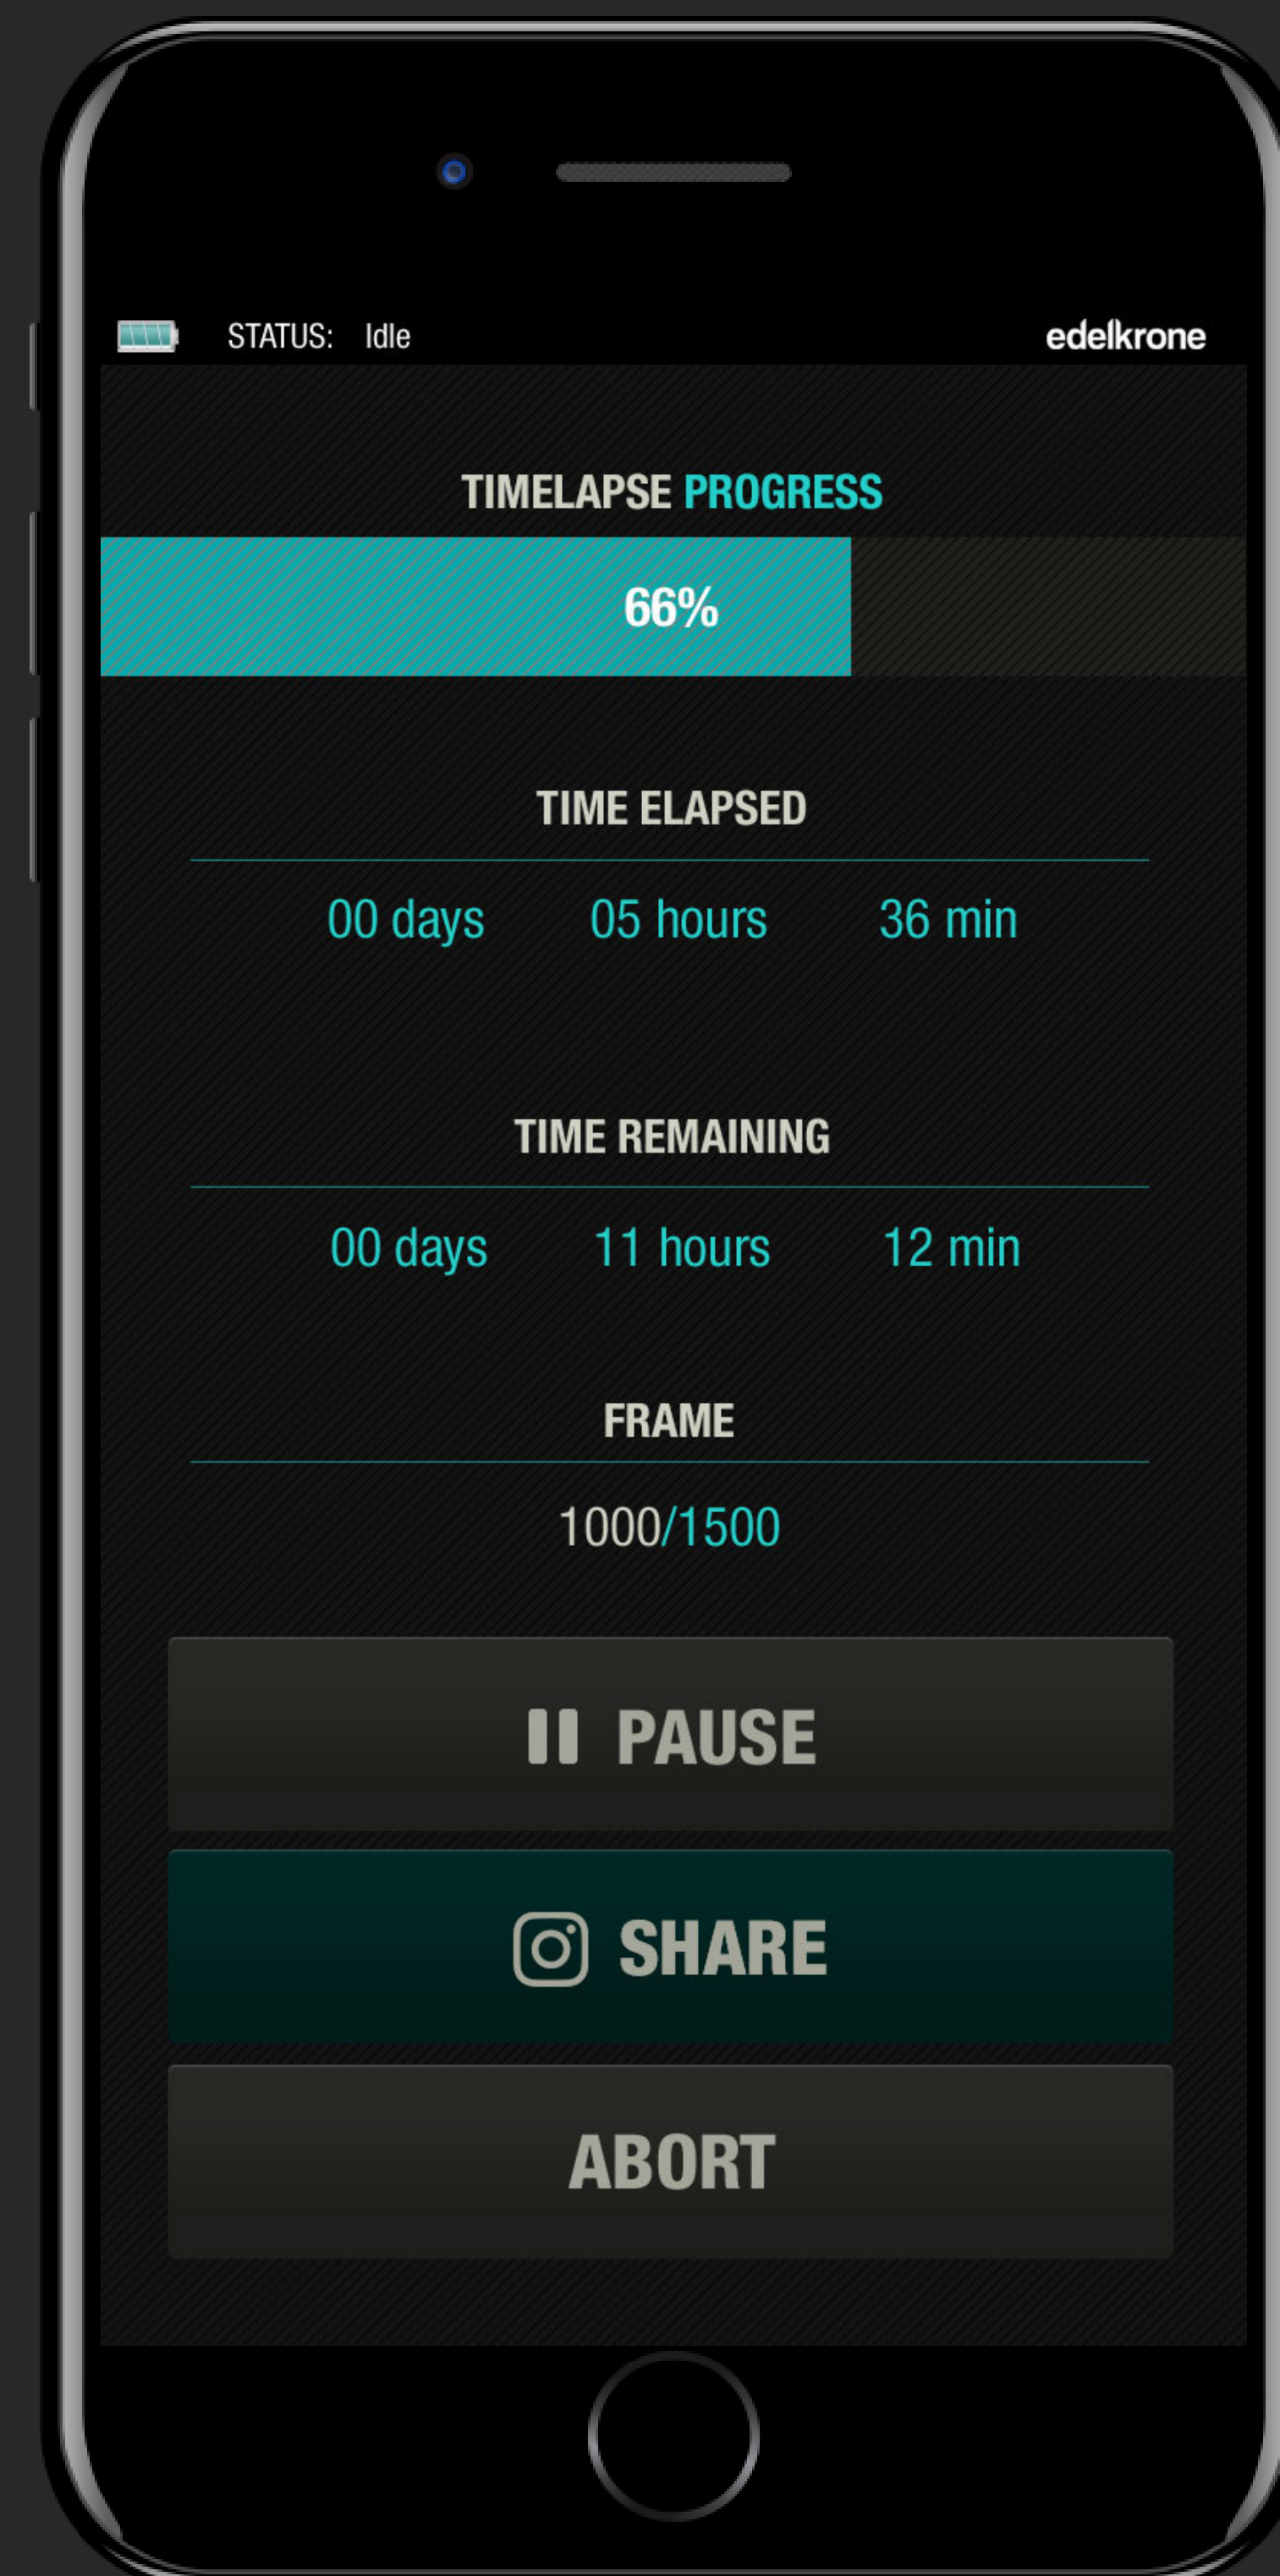 STATUS: Idle edelkrone
TIMELAPSE PROGRESS
66%
TIME ELAPSED
00 days 05 hours 36 min
TIME REMAINING
00 days 11 hours 12 min
FRAME
1000/1500
PAUSE
SHARE
ABORT